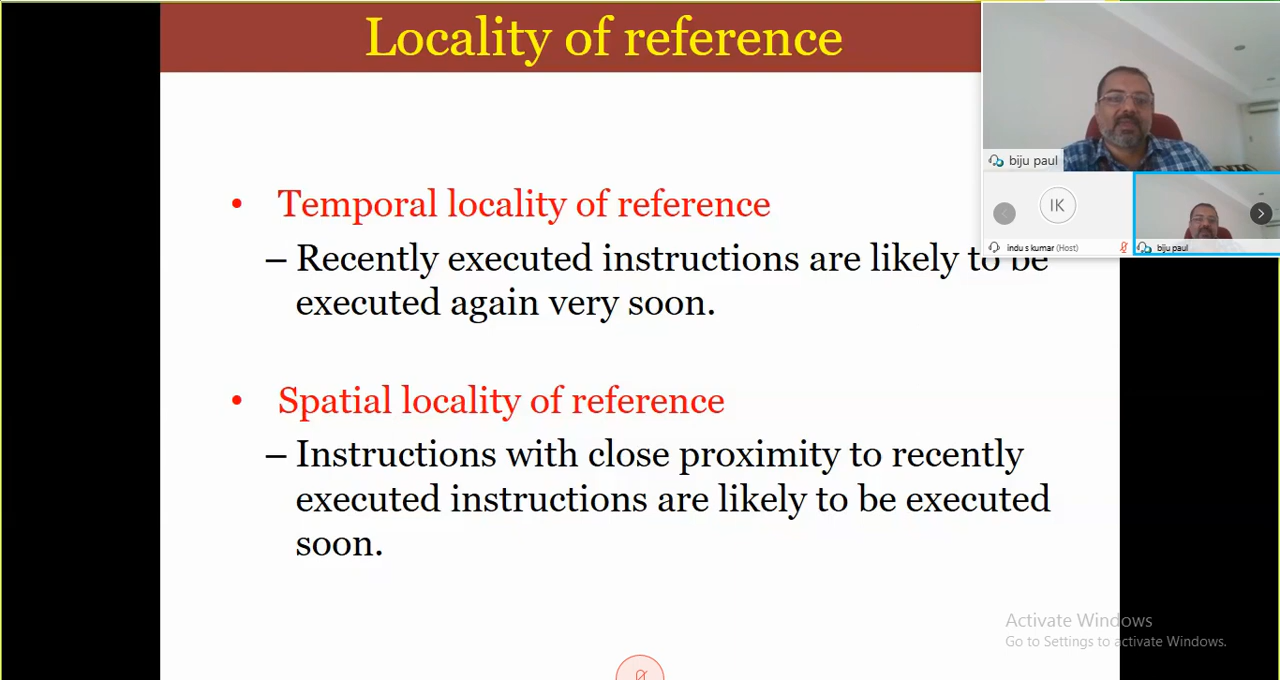 Locality of reference
biju paul
• Temporal locality of reference
IK
indu s kumar (Host)
biju paul
– Recently executed instructions are likely to be
executed again very soon.
• Spatial locality of reference
– Instructions with close proximity to recently
executed instructions are likely to be executed
soon.
Activate Windows
Go to Settings to activate Windows.